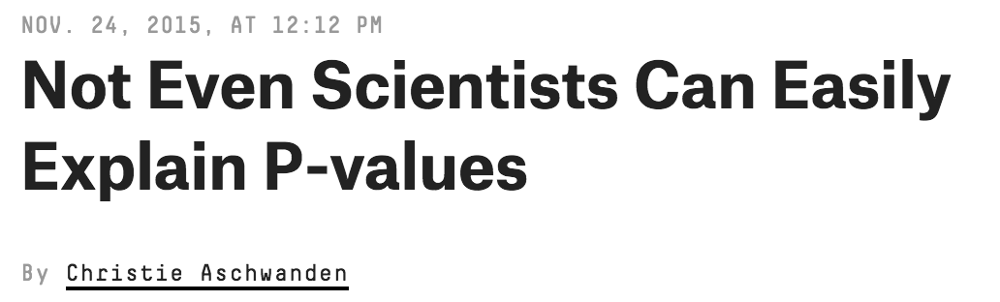 NOV. 24, 2015, AT 12:12 PM
Not Even Scientists Can Easily
Explain P-values
By Christie Aschwanden